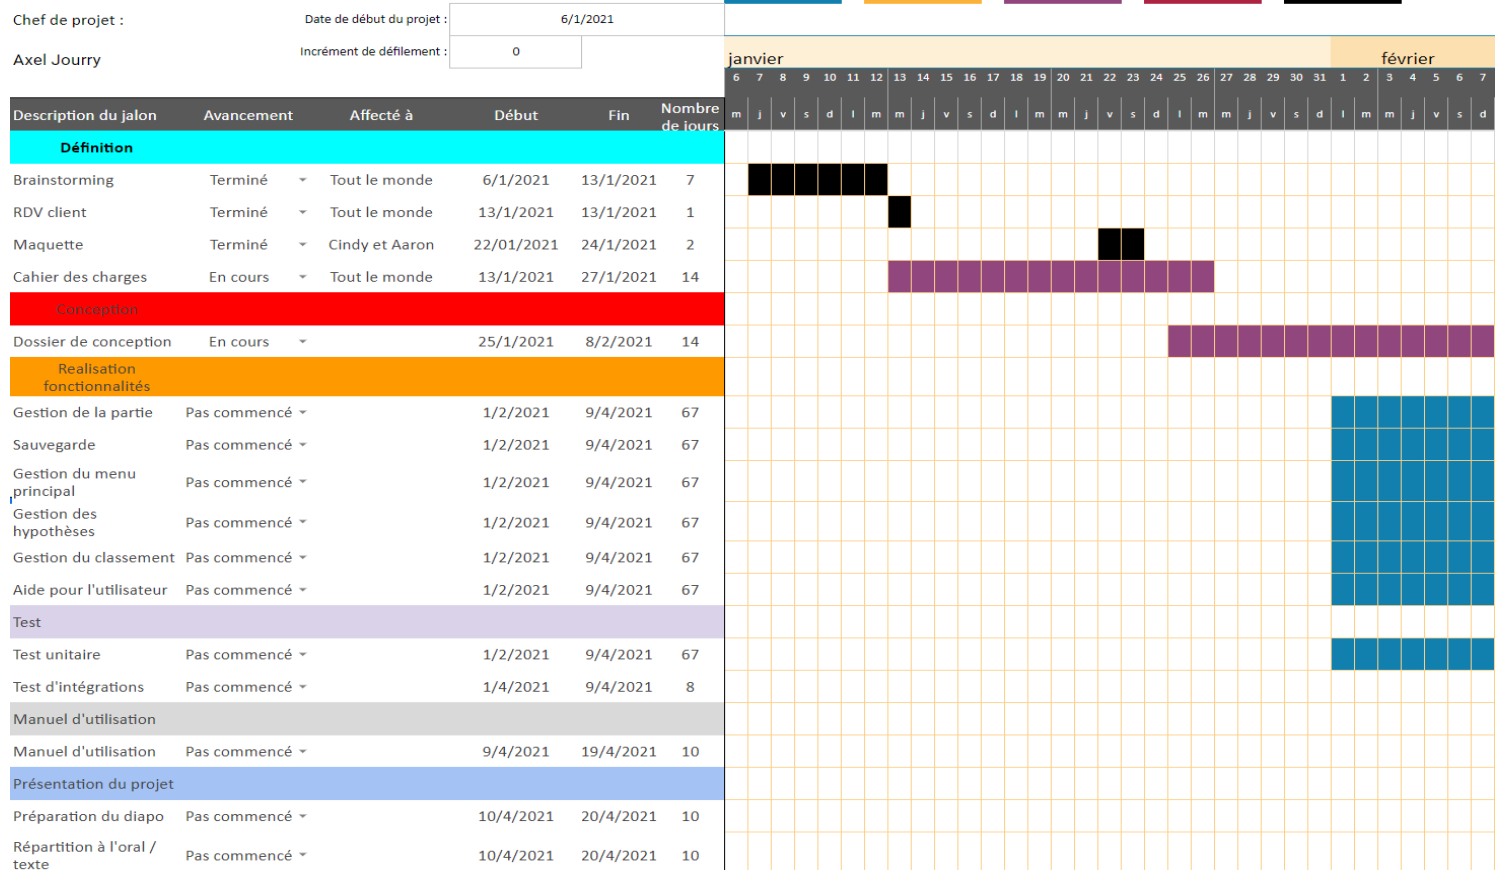 Chef de projet :
Date de début du projet : 6/1/2021
Incrément de défilement : 0
Axel Jourry
janvier février
6 7 8 9 10 11 12 13 14 15 16 17 18 19 20 21 22 23 24 25 26 27 28 29 30 31 1 2 3 4 5 6 7
Description du jalon Avancement Affecté à Début Fin Nombre de jours
m j v s d l m m j v s d l m m j v s d l m m j v s d l m m j v s d
Définition
Brainstorming Terminé Tout le monde 6/1/2021 13/1/2021 7
RDV client Terminé Tout le monde 13/1/2021 13/1/2021 1
Maquette Terminé Cindy et Aaron 22/01/2021 24/1/2021 2
Cahier des charges En cours Tout le monde 13/1/2021 27/1/2021 14
Conception
Dossier de conception En cours 25/1/2021 8/2/2021 14
Realisation
fonctionnalités
Gestion de la partie Pas commencé 1/2/2021 9/4/2021 67
Sauvegarde Pas commencé 1/2/2021 9/4/2021 67
Gestion du menu
principal Pas commencé 1/2/2021 9/4/2021 67
Gestion des
hypothèses Pas commencé 1/2/2021 9/4/2021 67
Gestion du classement Pas commencé 1/2/2021 9/4/2021 67
Aide pour l'utilisateur Pas commencé 1/2/2021 9/4/2021 67
Test
Test unitaire Pas commencé 1/2/2021 9/4/2021 67
Test d'intégrations Pas commencé 1/4/2021 9/4/2021 8
Manuel d'utilisation
Manuel d'utilisation Pas commencé 9/4/2021 19/4/2021 10
Présentation du projet
Préparation du diapo Pas commencé 10/4/2021 20/4/2021 10
Répartition à l'oral /
texte Pas commencé 10/4/2021 20/4/2021 10